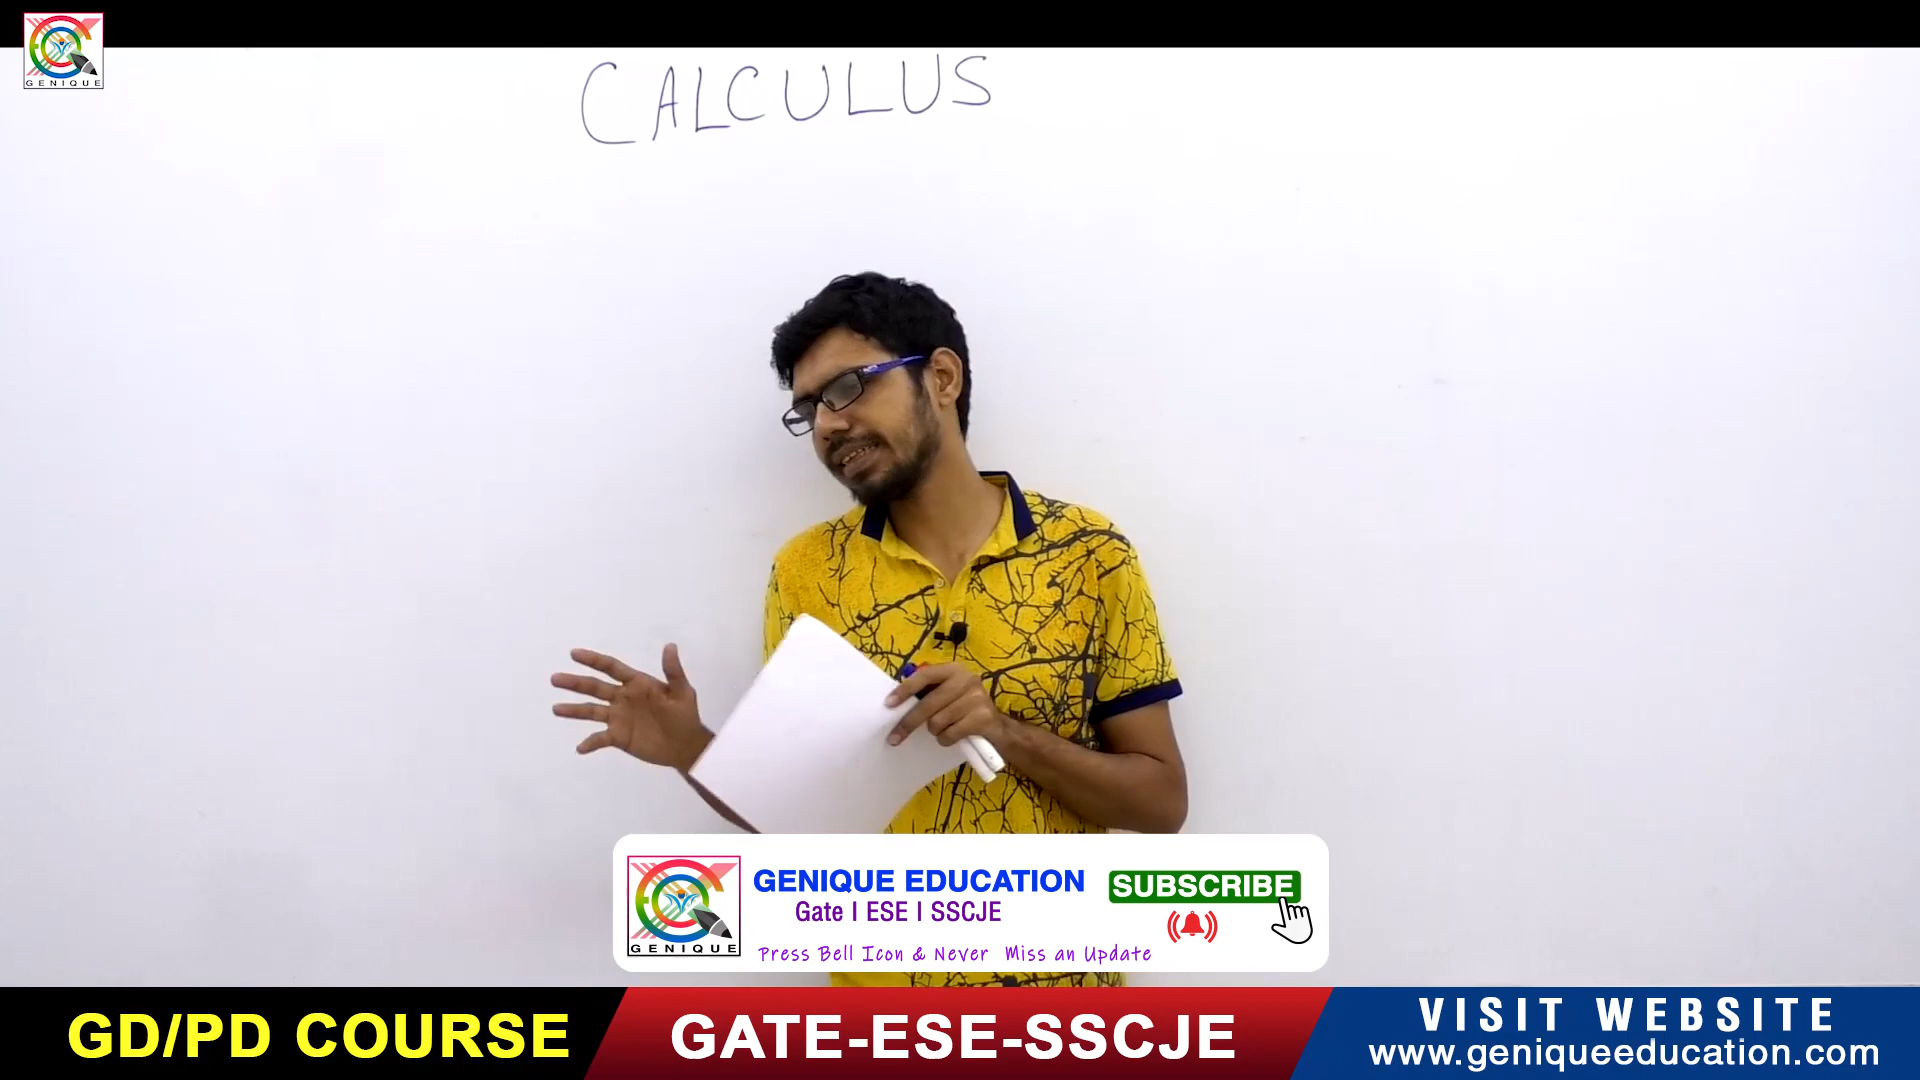 GENIQUE
CALCULUS
GENIQUE
GENIQUE EDUCATION
Gate | ESE | SSCJE
SUBSCRIBE
Press Bell Icon & Never Miss an Update
GD/PD COURSE
GATE-ESE-SSCJE
VISIT WEBSITE
www.geniqueeducation.com